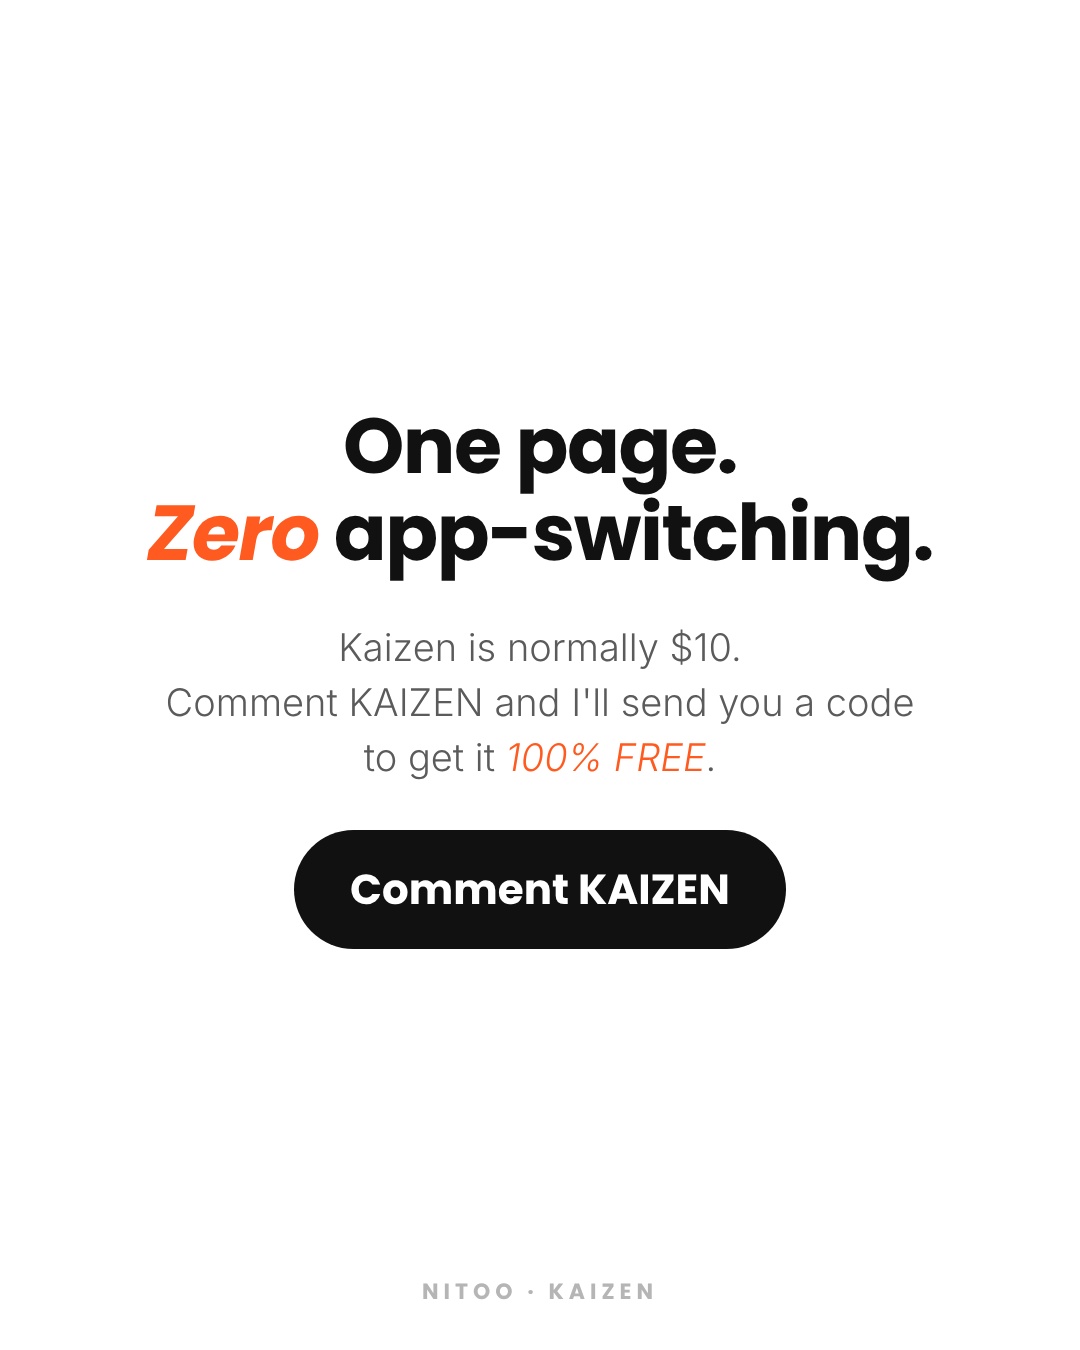 One page.
Zero app-switching.
Kaizen is normally $10.
Comment KAIZEN and I'll send you a code
to get it 100% FREE.
Comment KAIZEN
NITOO · KAIZEN